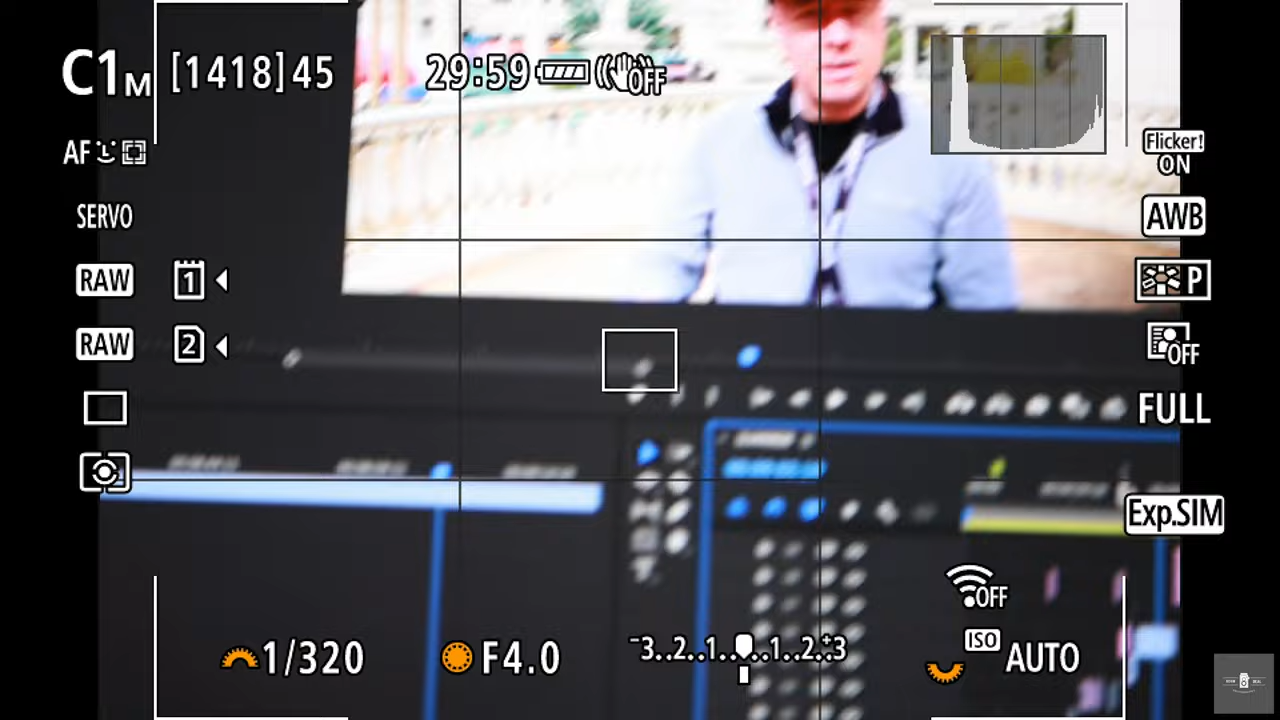 C1M [1418]45 29:59 OFF
Flicker!
ON
AF
SERVO
AWB
RAW 1
P
RAW 2
OFF
FULL
Exp.SIM
OFF
1/320 F4.0 -3..2..1..​..1..2..+3 ISO AUTO